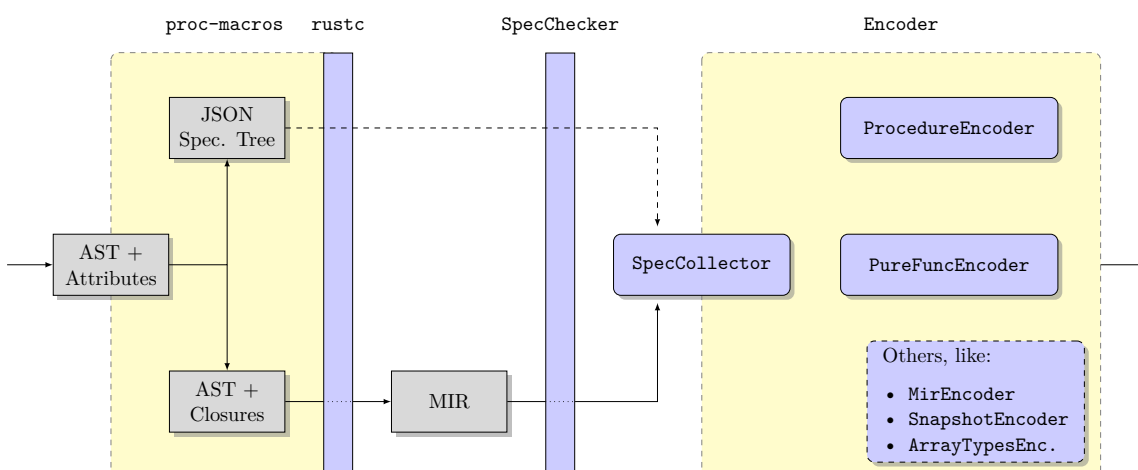 proc-macros
rustc
SpecChecker
Encoder
JSON
Spec. Tree
ProcedureEncoder
AST +
Attributes
SpecCollector
PureFuncEncoder
AST +
Closures
MIR
Others, like:
• MirEncoder
• SnapshotEncoder
• ArrayTypesEnc.